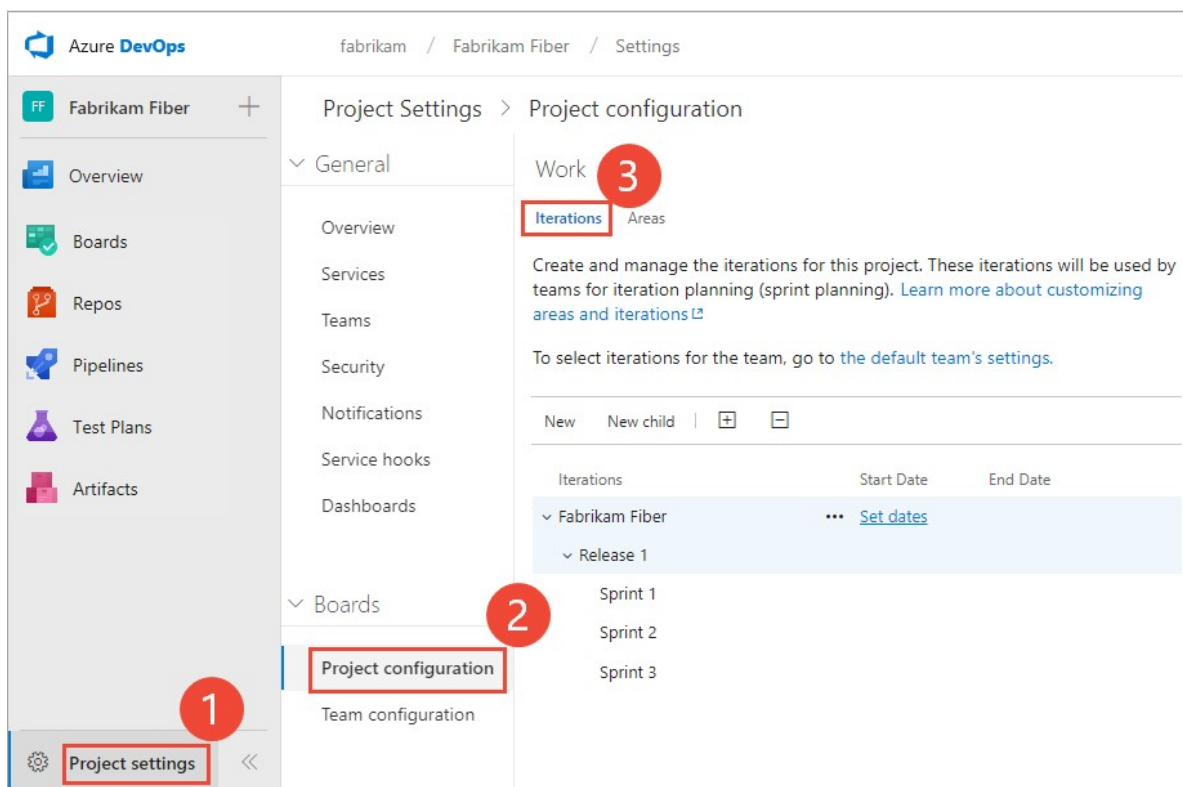 Azure DevOps
fabrikam / Fabrikam Fiber / Settings
FF
Fabrikam Fiber
Overview
Boards
Repos
Pipelines
Test Plans
Artifacts
1
Project settings
Project Settings > Project configuration
General
Overview
Services
Teams
Security
Notifications
Service hooks
Dashboards
Boards
2
Project configuration
Team configuration
Work
3
Iterations Areas
Create and manage the iterations for this project. These iterations will be used by
teams for iteration planning (sprint planning). Learn more about customizing
areas and iterations
To select iterations for the team, go to the default team's settings.
New New child
Iterations Start Date End Date
Fabrikam Fiber ••• Set dates
Release 1
Sprint 1
Sprint 2
Sprint 3